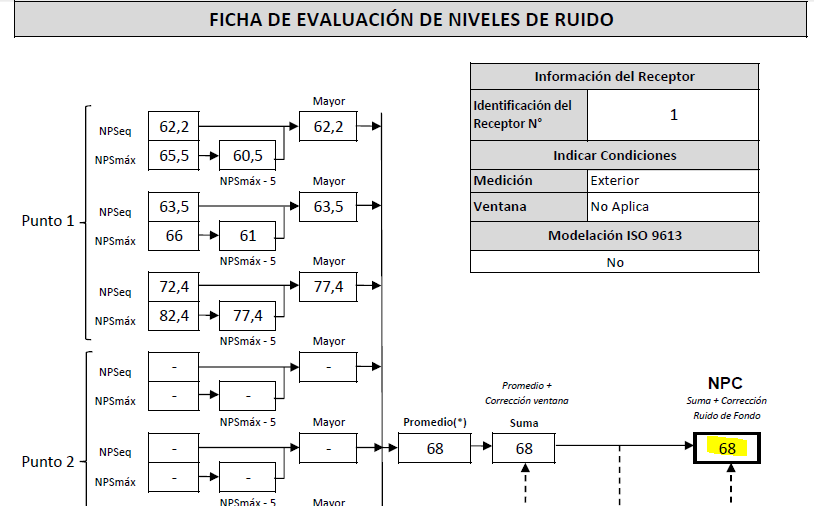 FICHA DE EVALUACIÓN DE NIVELES DE RUIDO
Información del Receptor
Identificación del
Receptor N°
1
Indicar Condiciones
Medición
Exterior
Ventana
No Aplica
Modelación ISO 9613
No
Punto 1
Mayor
NPSeq
62,2
62,2
NPSmáx
65,5
60,5
NPSmáx - 5
Mayor
NPSeq
63,5
63,5
NPSmáx
66
61
NPSmáx - 5
Mayor
NPSeq
72,4
77,4
NPSmáx
82,4
77,4
NPSmáx - 5
Punto 2
Mayor
NPSeq
-
-
NPSmáx
-
-
NPSmáx - 5
Mayor
NPSeq
-
-
NPSmáx
-
-
NPSmáx - 5
Mayor
Promedio(*)
68
Promedio +
Corrección ventana
Suma
68
NPC
Suma + Corrección
Ruido de Fondo
68